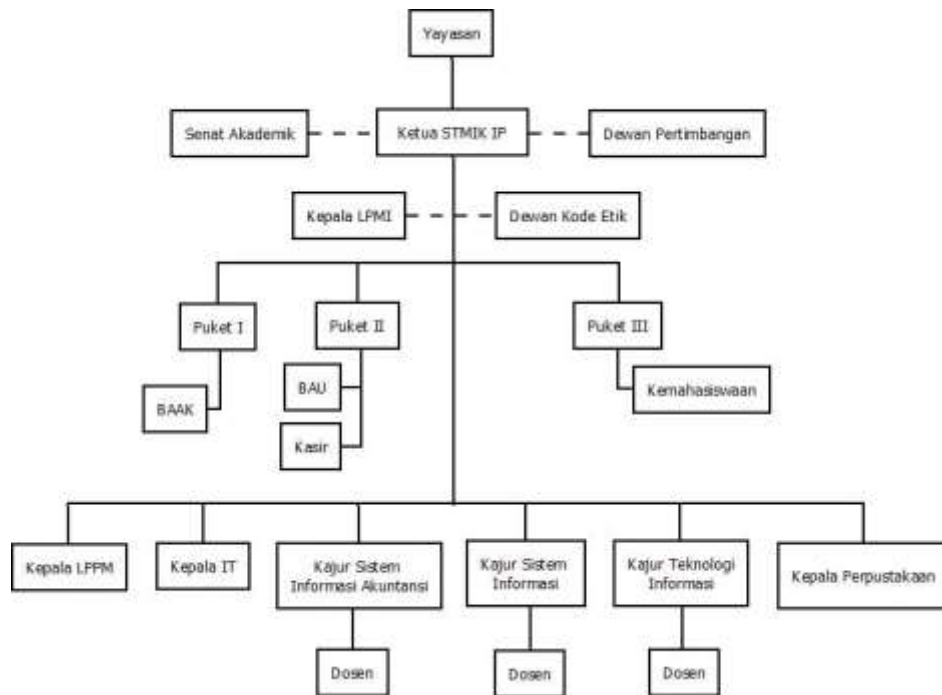 Yayasan
Senat Akademik
Ketua STMIK IP
Dewan Pertimbangan
Kepala LPMI
Dewan Kode Etik
Puket I
Puket II
Puket III
BAAK
BAU
Kasir
Kemahasiswaan
Kepala LPPM
Kepala IT
Kajur Sistem
Informasi Akuntansi
Kajur Sistem
Informasi
Kajur Teknologi
Informasi
Kepala Perpustakaan
Dosen
Dosen
Dosen